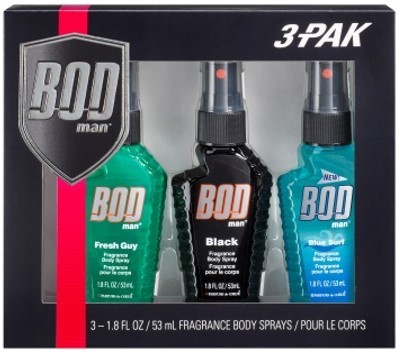 3-PAK
BOD
man®
BOD
man®
Fresh Guy
Fragrance
Body Spray
Fragrance
pour le corps
1.8 FL OZ / 53 mL
BOD
man®
Black
Fragrance
Body Spray
Fragrance
pour le corps
1.8 FL OZ / 53mL
NEW
BOD
man®
Blue Surf
Fragrance
Body Spray
Fragrance
pour le corps
1.8 FL OZ / 53 mL
3 – 1.8 FL OZ / 53 mL FRAGRANCE BODY SPRAYS / POUR LE CORPS